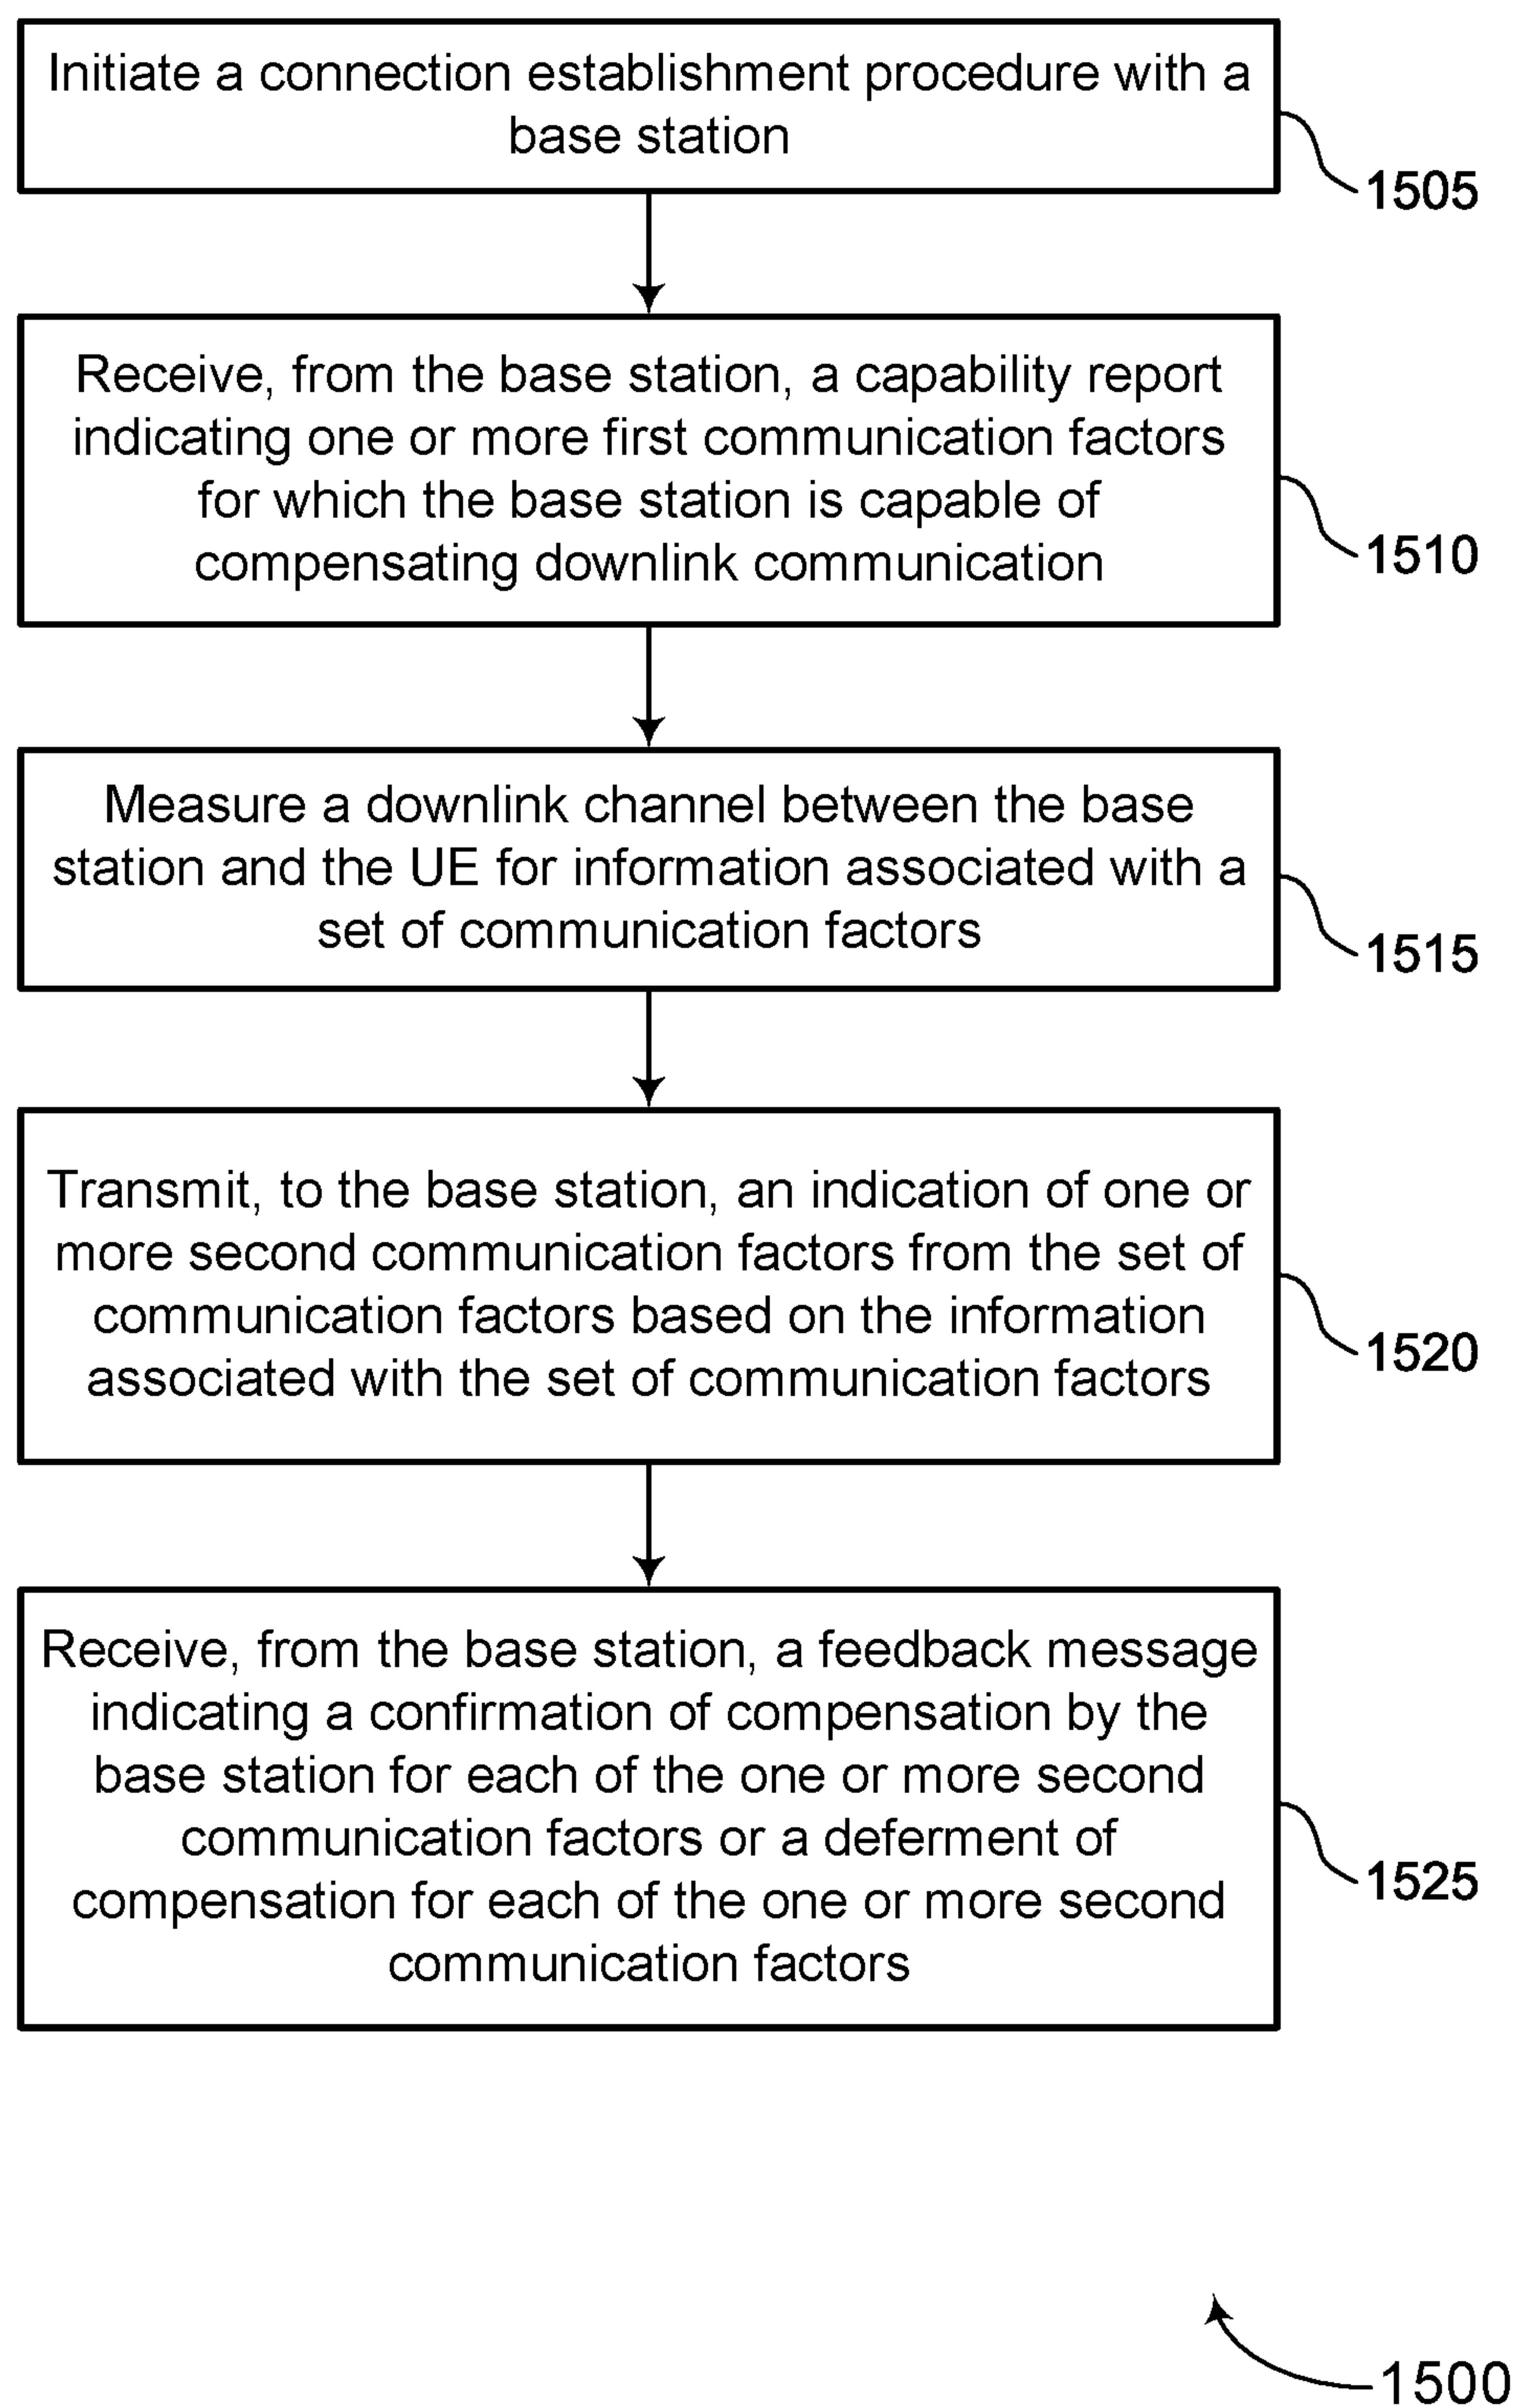 Initiate a connection establishment procedure with a
base station
1505
Receive, from the base station, a capability report
indicating one or more first communication factors
for which the base station is capable of
compensating downlink communication
1510
Measure a downlink channel between the base
station and the UE for information associated with a
set of communication factors
1515
Transmit, to the base station, an indication of one or
more second communication factors from the set of
communication factors based on the information
associated with the set of communication factors
1520
Receive, from the base station, a feedback message
indicating a confirmation of compensation by the
base station for each of the one or more second
communication factors or a deferment of
compensation for each of the one or more second
communication factors
1525
1500